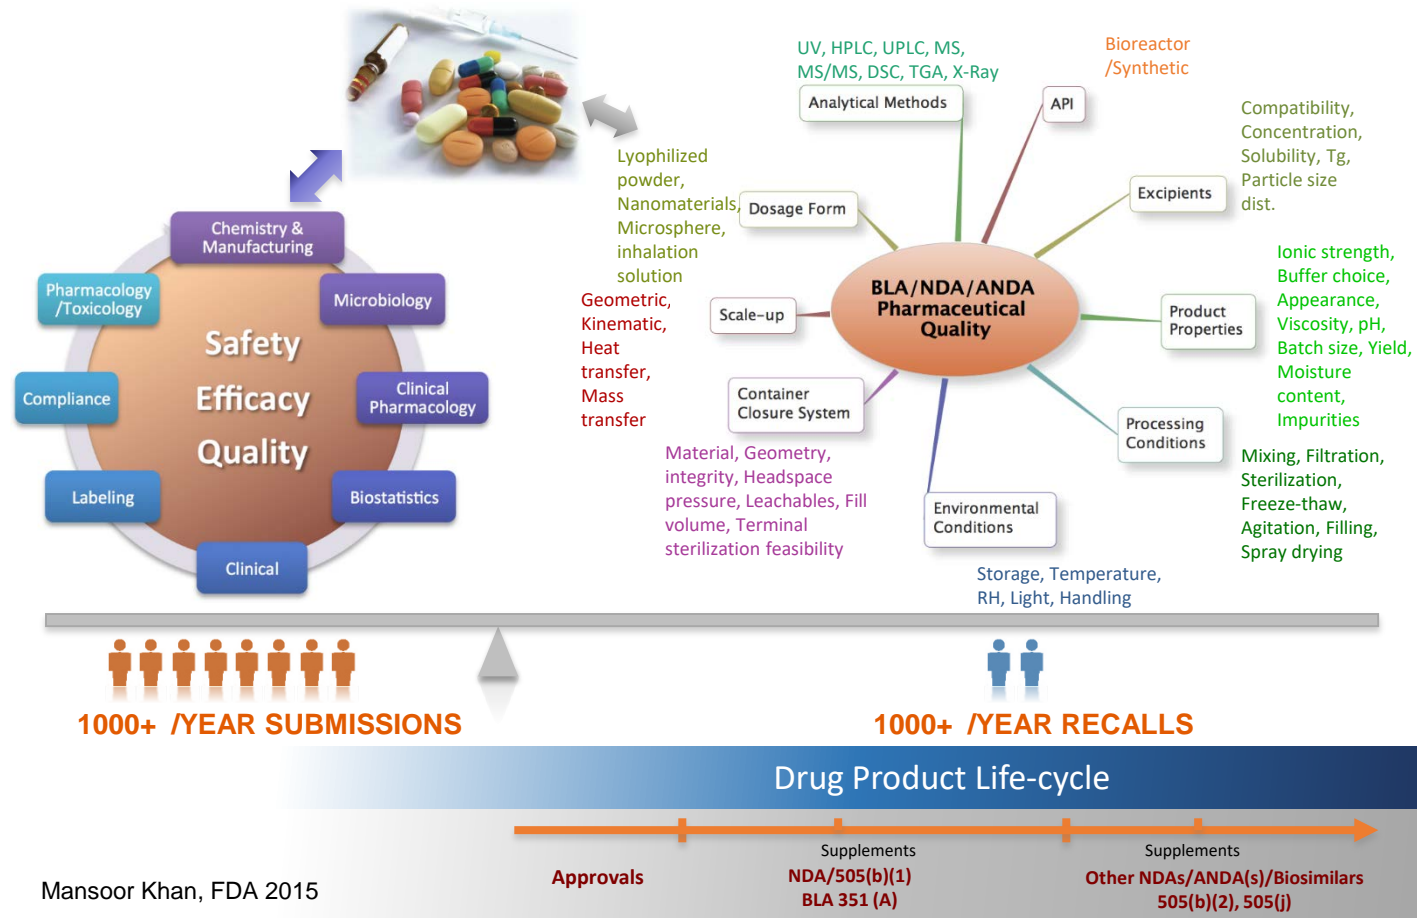 UV, HPLC, UPLC, MS,
MS/MS, DSC, TGA, X-Ray
Analytical Methods
Bioreactor
/Synthetic
API
Compatibility,
Concentration,
Solubility, Tg,
Particle size
dist.
Excipients
Lyophilized
powder,
Nanomaterials,
Microsphere,
inhalation
solution
Dosage Form
Chemistry &
Manufacturing
Pharmacology
/Toxicology
Microbiology
Compliance
Clinical
Pharmacology
Labeling
Biostatistics
Clinical
Safety
Efficacy
Quality
Geometric,
Kinematic,
Heat
transfer,
Mass
transfer
Scale-up
BLA/NDA/ANDA
Pharmaceutical
Quality
Ionic strength,
Buffer choice,
Appearance,
Viscosity, pH,
Batch size, Yield,
Moisture
content,
Impurities
Product
Properties
Container
Closure System
Material, Geometry,
integrity, Headspace
pressure, Leachables, Fill
volume, Terminal
sterilization feasibility
Processing
Conditions
Mixing, Filtration,
Sterilization,
Freeze-thaw,
Agitation, Filling,
Spray drying
Environmental
Conditions
Storage, Temperature,
RH, Light, Handling
1000+ /YEAR SUBMISSIONS
1000+ /YEAR RECALLS
Drug Product Life-cycle
Approvals
Supplements
NDA/505(b)(1)
BLA 351 (A)
Supplements
Other NDAs/ANDA(s)/Biosimilars
505(b)(2), 505(j)
Mansoor Khan, FDA 2015